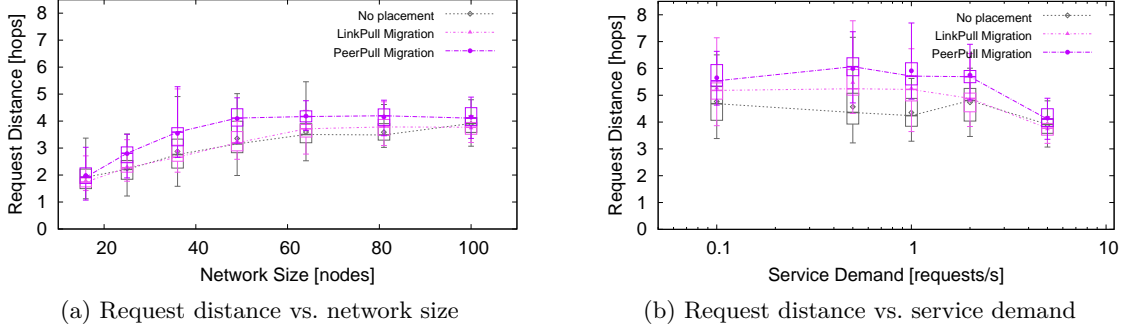 8
7
6
5
4
3
2
1
0
Request Distance [hops]
No placement
LinkPull Migration
PeerPull Migration
20 40 60 80 100
Network Size [nodes]
(a) Request distance vs. network size
8
7
6
5
4
3
2
1
0
Request Distance [hops]
No placement
LinkPull Migration
PeerPull Migration
0.1 1 10
Service Demand [requests/s]
(b) Request distance vs. service demand